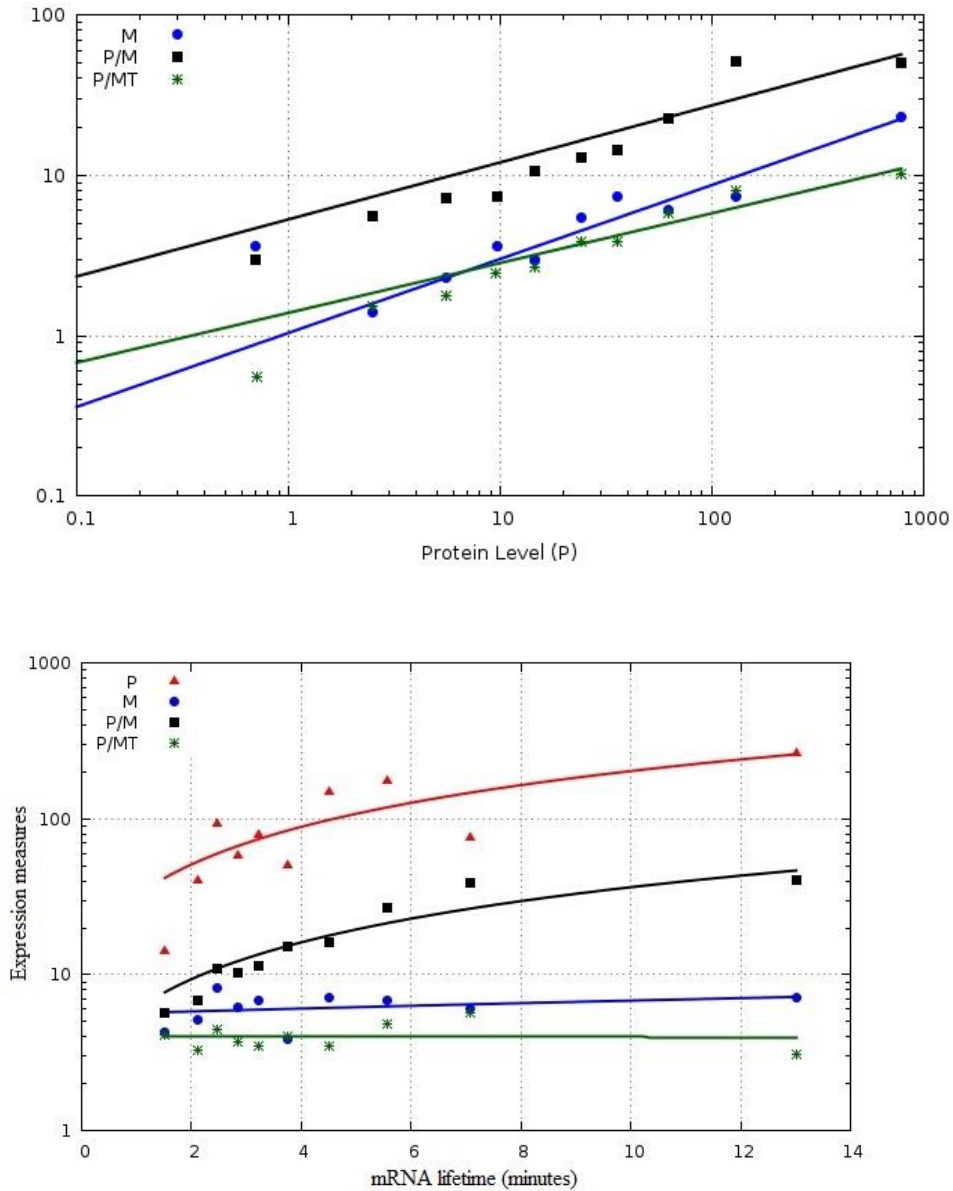 100
M
P/M
P/MT
10
1
0.1
0.1 1 10 100 1000
Protein Level (P)
1000
P
M
P/M
P/MT
100
Expression measures
10
1
0 2 4 6 8 10 12 14
mRNA lifetime (minutes)